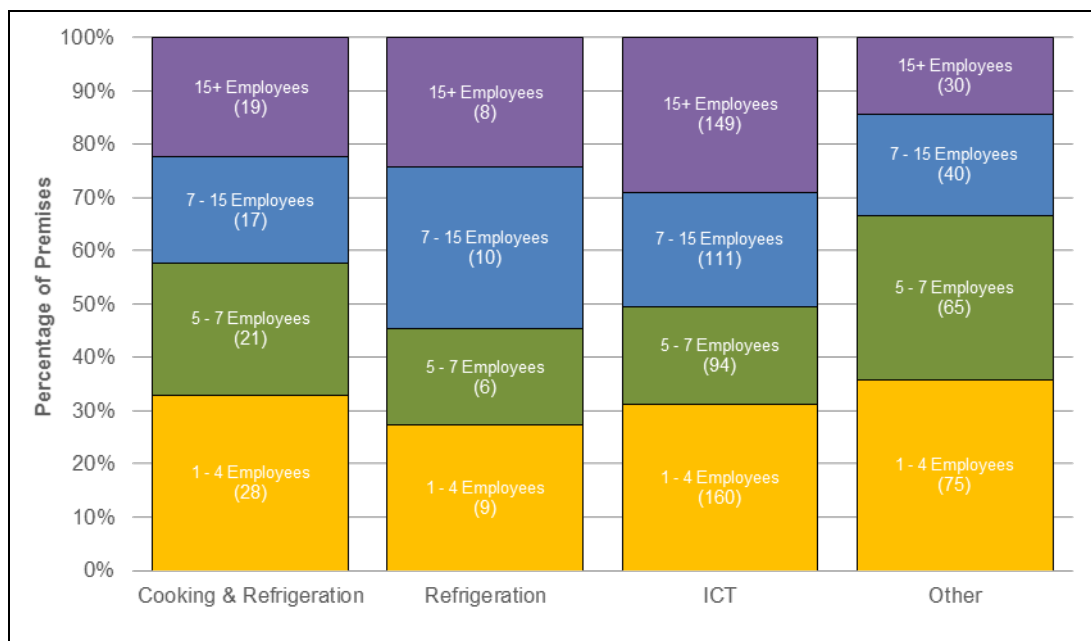 100%
90%
80%
70%
60%
50%
40%
30%
20%
10%
0%
Percentage of Premises
15+ Employees
(19)
7 - 15 Employees
(17)
5 - 7 Employees
(21)
1 - 4 Employees
(28)
15+ Employees
(8)
7 - 15 Employees
(10)
5 - 7 Employees
(6)
1 - 4 Employees
(9)
15+ Employees
(149)
7 - 15 Employees
(111)
5 - 7 Employees
(94)
1 - 4 Employees
(160)
15+ Employees
(30)
7 - 15 Employees
(40)
5 - 7 Employees
(65)
1 - 4 Employees
(75)
Cooking & Refrigeration
Refrigeration
ICT
Other